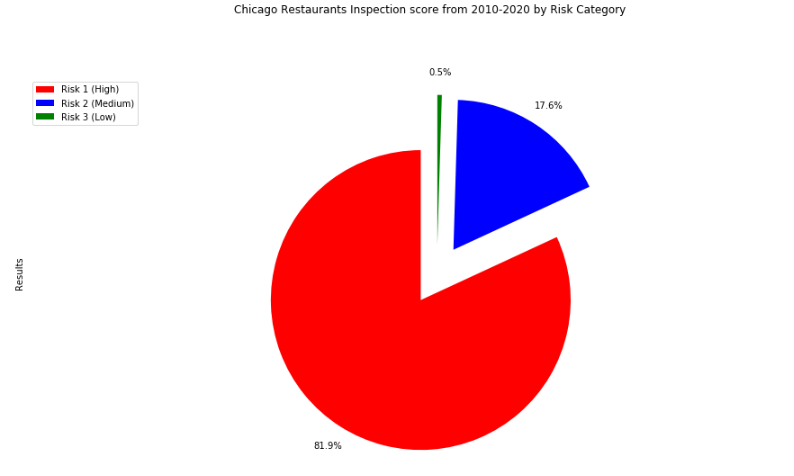 Chicago Restaurants Inspection score from 2010-2020 by Risk Category
0.5%
Risk 1 (High)
Risk 2 (Medium)
Risk 3 (Low)
17.6%
Results
81.9%